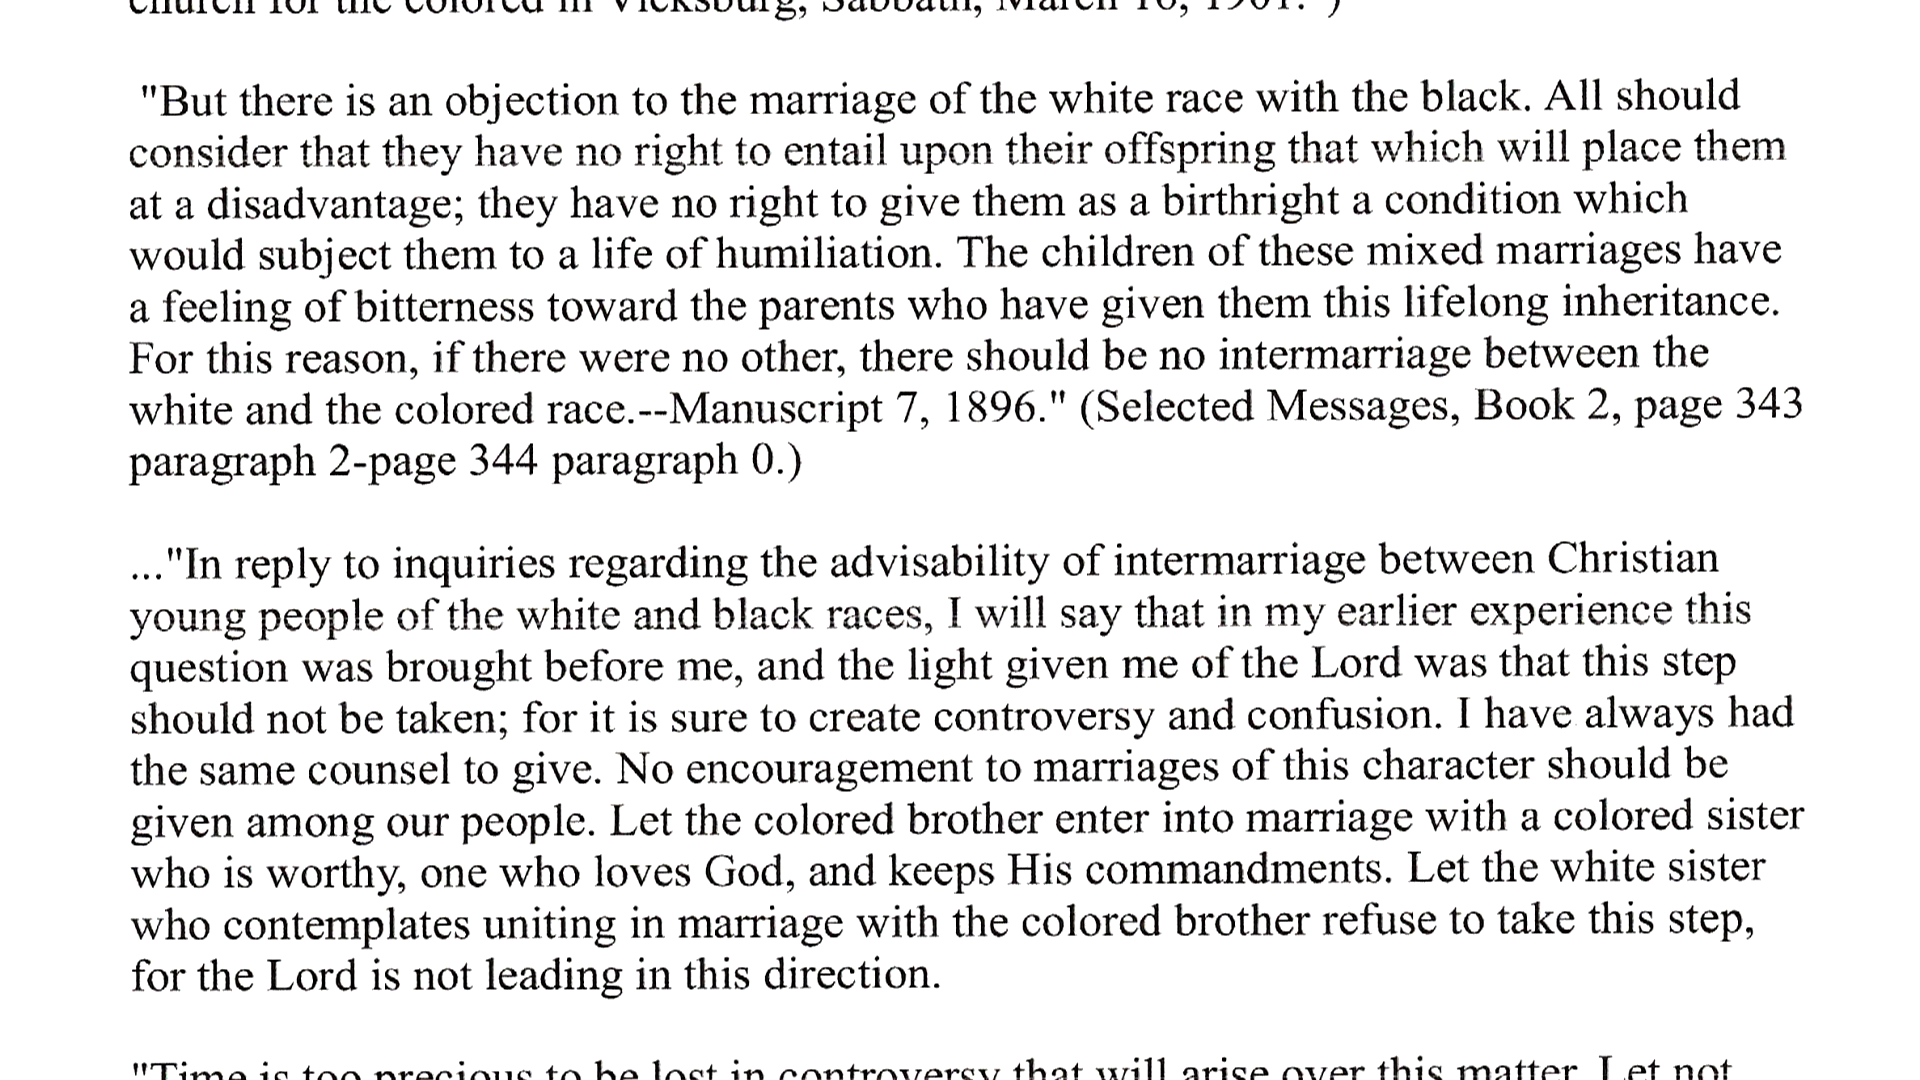 church for the colored in Vicksburg, Sabbath, March 16, 1901.")
"But there is an objection to the marriage of the white race with the black. All should
consider that they have no right to entail upon their offspring that which will place them
at a disadvantage; they have no right to give them as a birthright a condition which
would subject them to a life of humiliation. The children of these mixed marriages have
a feeling of bitterness toward the parents who have given them this lifelong inheritance.
For this reason, if there were no other, there should be no intermarriage between the
white and the colored race.--Manuscript 7, 1896." (Selected Messages, Book 2, page 343
paragraph 2-page 344 paragraph 0.)
..."In reply to inquiries regarding the advisability of intermarriage between Christian
young people of the white and black races, I will say that in my earlier experience this
question was brought before me, and the light given me of the Lord was that this step
should not be taken; for it is sure to create controversy and confusion. I have always had
the same counsel to give. No encouragement to marriages of this character should be
given among our people. Let the colored brother enter into marriage with a colored sister
who is worthy, one who loves God, and keeps His commandments. Let the white sister
who contemplates uniting in marriage with the colored brother refuse to take this step,
for the Lord is not leading in this direction.
"Time is too precious to be lost in controversy that will arise over this matter. Let not